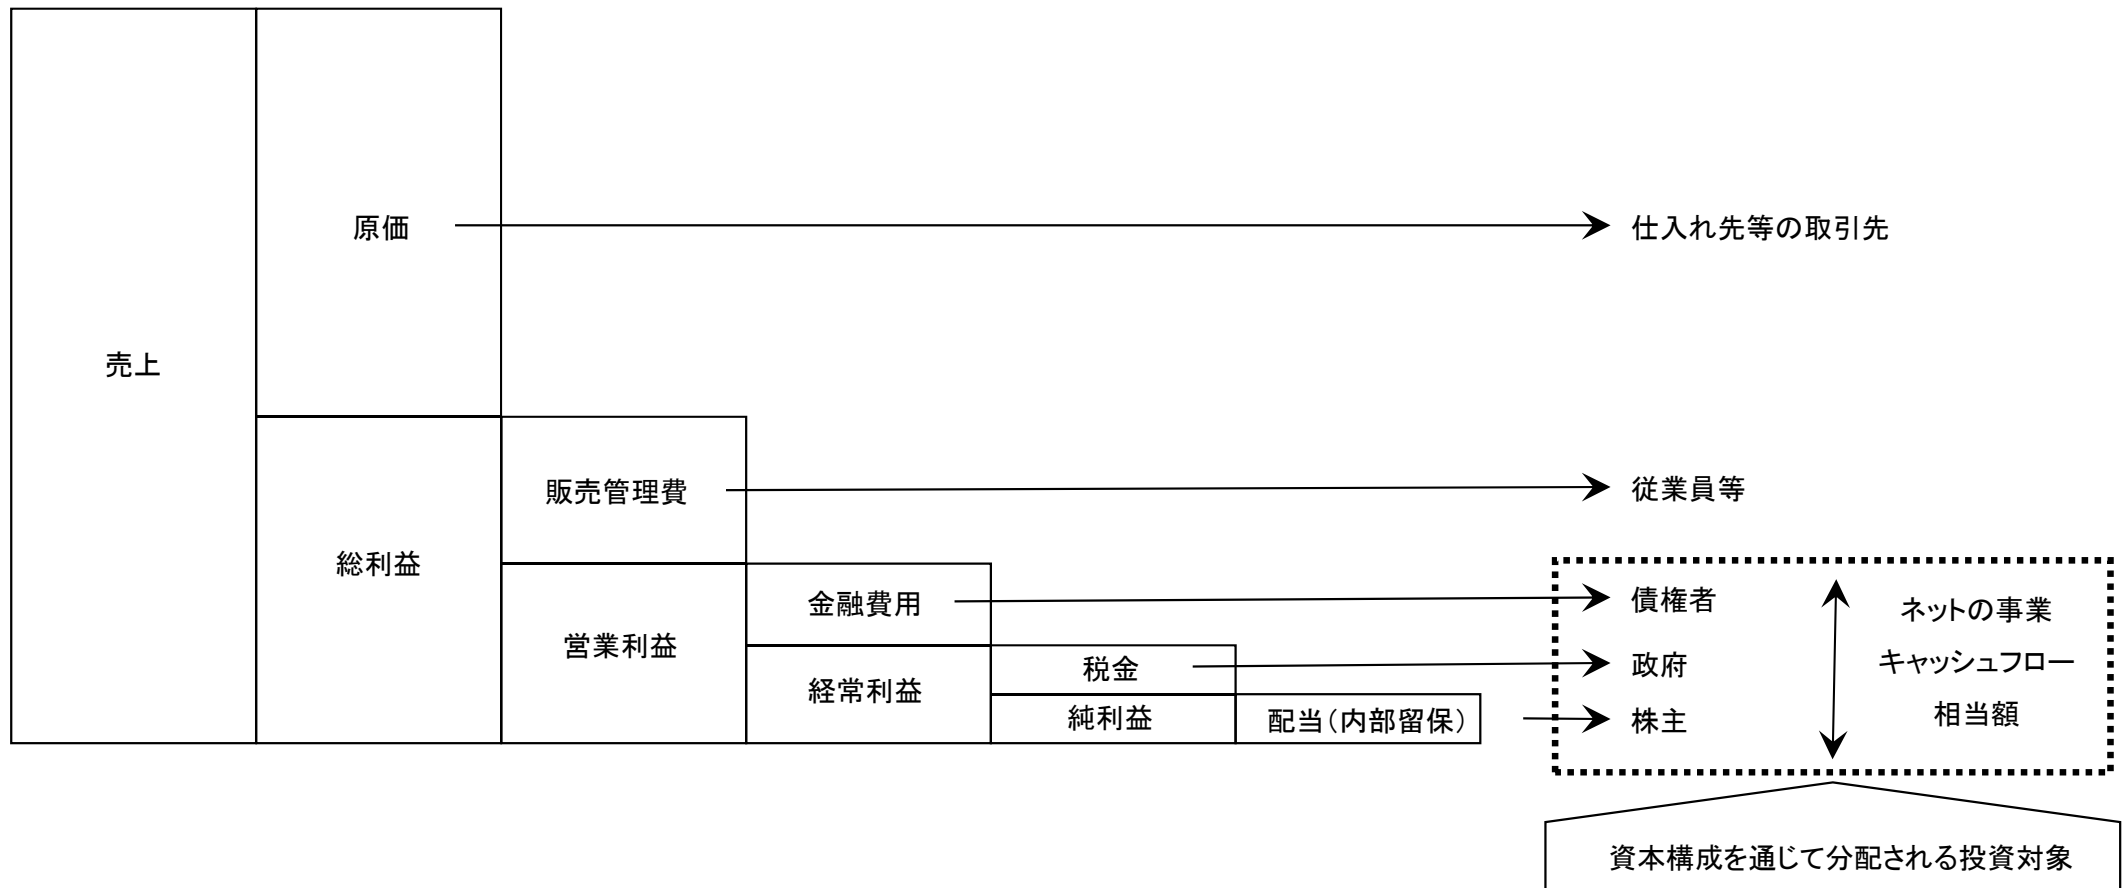 原価
仕入れ先等の取引先
売上
販売管理費
従業員等
総利益
営業利益
金融費用
債権者
ネットの事業
キャッシュフロー
相当額
経常利益
税金
政府
純利益
配当(内部留保)
株主
資本構成を通じて分配される投資対象